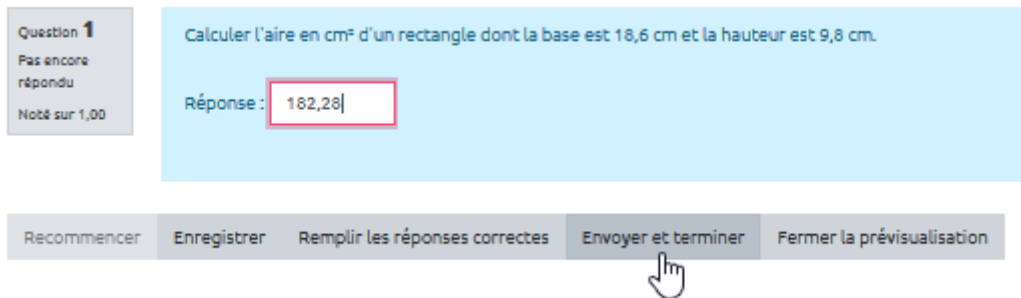 Question 1
Pas encore
répondu
Noté sur 1,00
Calculer l'aire en cm² d'un rectangle dont la base est 18,6 cm et la hauteur est 9,8 cm.
Réponse : 182,28
Recommencer Enregistrer Remplir les réponses correctes Envoyer et terminer Fermer la prévisualisation